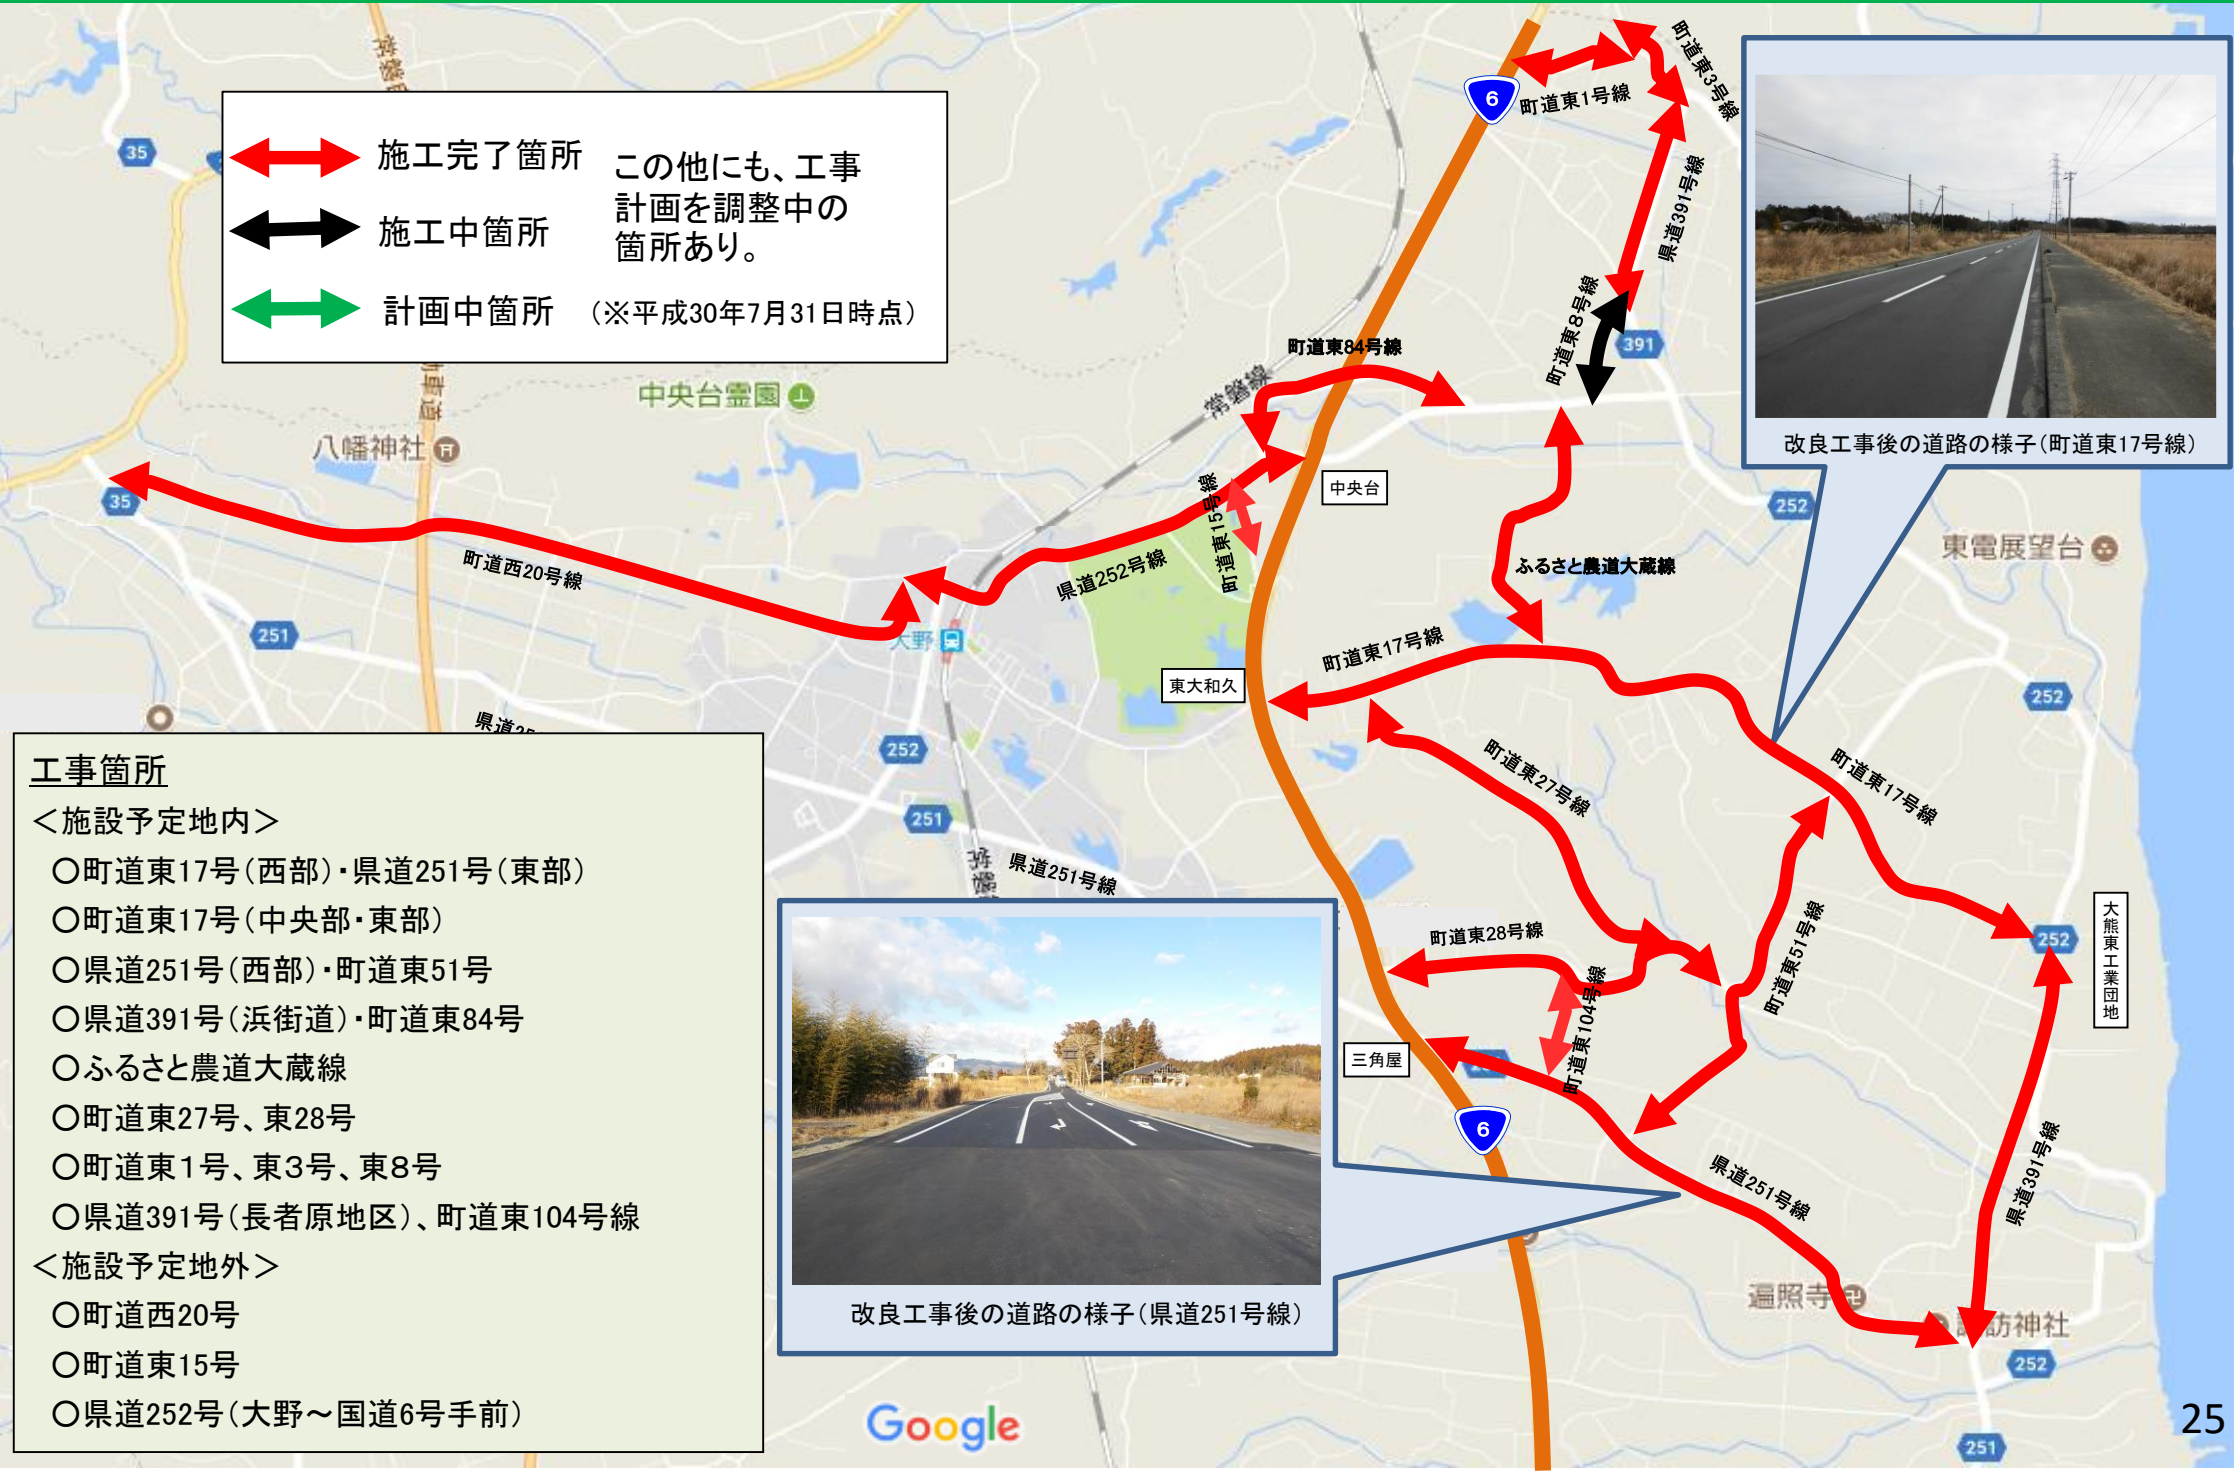 常磐自
35
施工完了箇所
施工中箇所
計画中箇所
この他にも、工事
計画を調整中の
箇所あり。
(※平成30年7月31日時点)
動車道
6
町道東1号線
町道東3号線
県道391号線
町道東8号線
391
町道東84号線
常磐線
中央台霊園
八幡神社
35
町道西20号線
251
大野
県道252号線
町道東15号線
中央台
東大和久
ふるさと農道大蔵線
町道東17号線
252
東電展望台
改良工事後の道路の様子(町道東17号線)
252
町道東17号線
町道東27号線
町道東28号線
町道東104号線
町道東51号線
252
大熊東工業団地
県道391号線
三角屋
6
県道251号線
遍照寺
諏訪神社
252
251
252
251
県道251号線
常磐
県道25
改良工事後の道路の様子(県道251号線)
工事箇所
<施設予定地内>
○町道東17号(西部)・県道251号(東部)
○町道東17号(中央部・東部)
○県道251号(西部)・町道東51号
○県道391号(浜街道)・町道東84号
○ふるさと農道大蔵線
○町道東27号、東28号
○町道東1号、東3号、東8号
○県道391号(長者原地区)、町道東104号線
<施設予定地外>
○町道西20号
○町道東15号
○県道252号(大野～国道6号手前)
Google
25